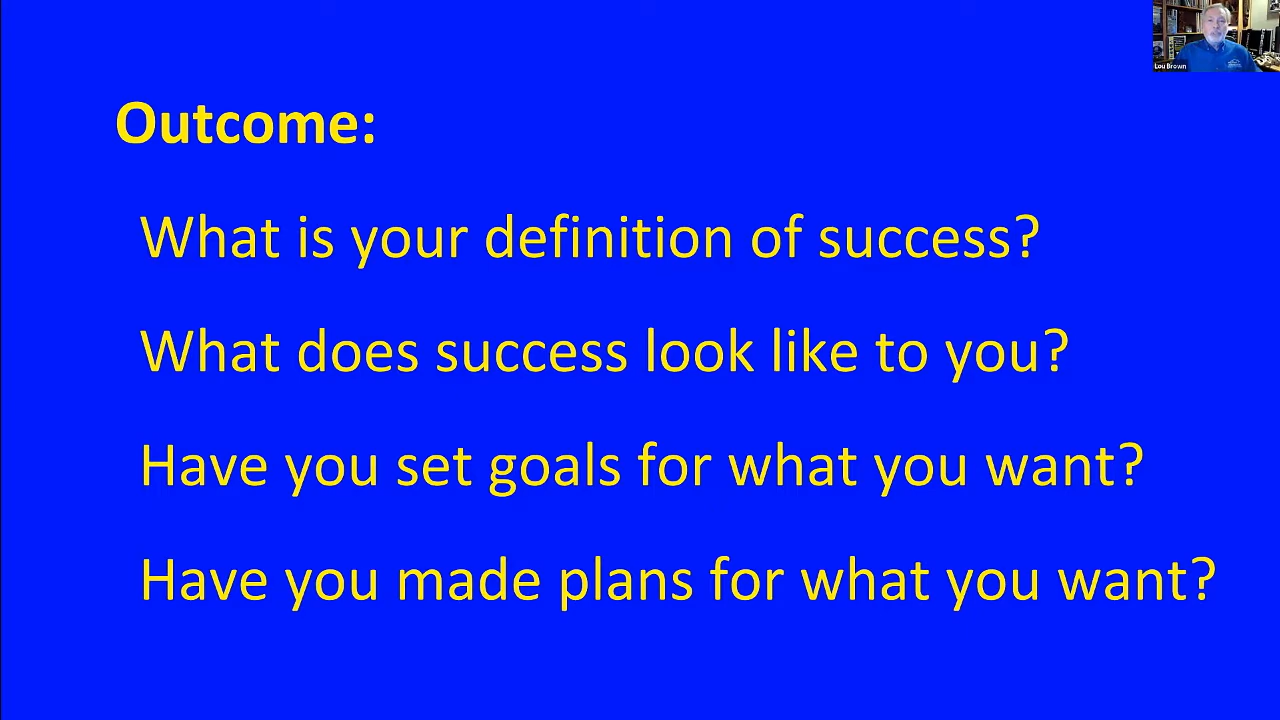 Lou Brown
Outcome:
What is your definition of success?
What does success look like to you?
Have you set goals for what you want?
Have you made plans for what you want?